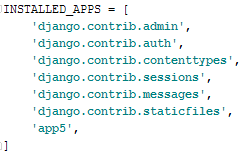 INSTALLED_APPS = [
    'django.contrib.admin',
    'django.contrib.auth',
    'django.contrib.contenttypes',
    'django.contrib.sessions',
    'django.contrib.messages',
    'django.contrib.staticfiles',
    'app5',
]